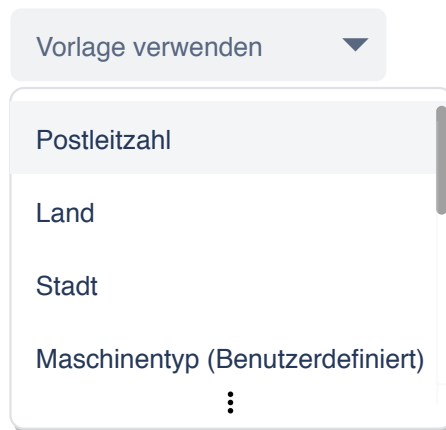 Vorlage verwenden
Postleitzahl
Land
Stadt
Maschinentyp (Benutzerdefiniert)